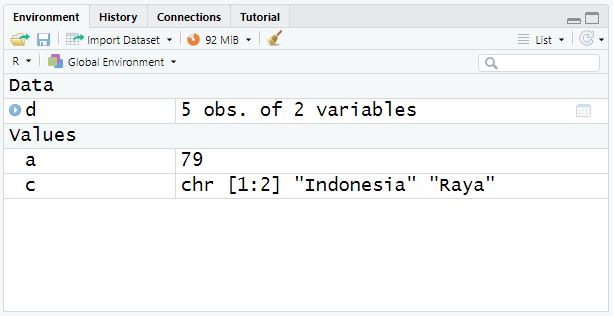 Environment History Connections Tutorial
Import Dataset 92 MiB List
R Global Environment
Data
d 5 obs. of 2 variables
Values
a 79
c chr [1:2] "Indonesia" "Raya"